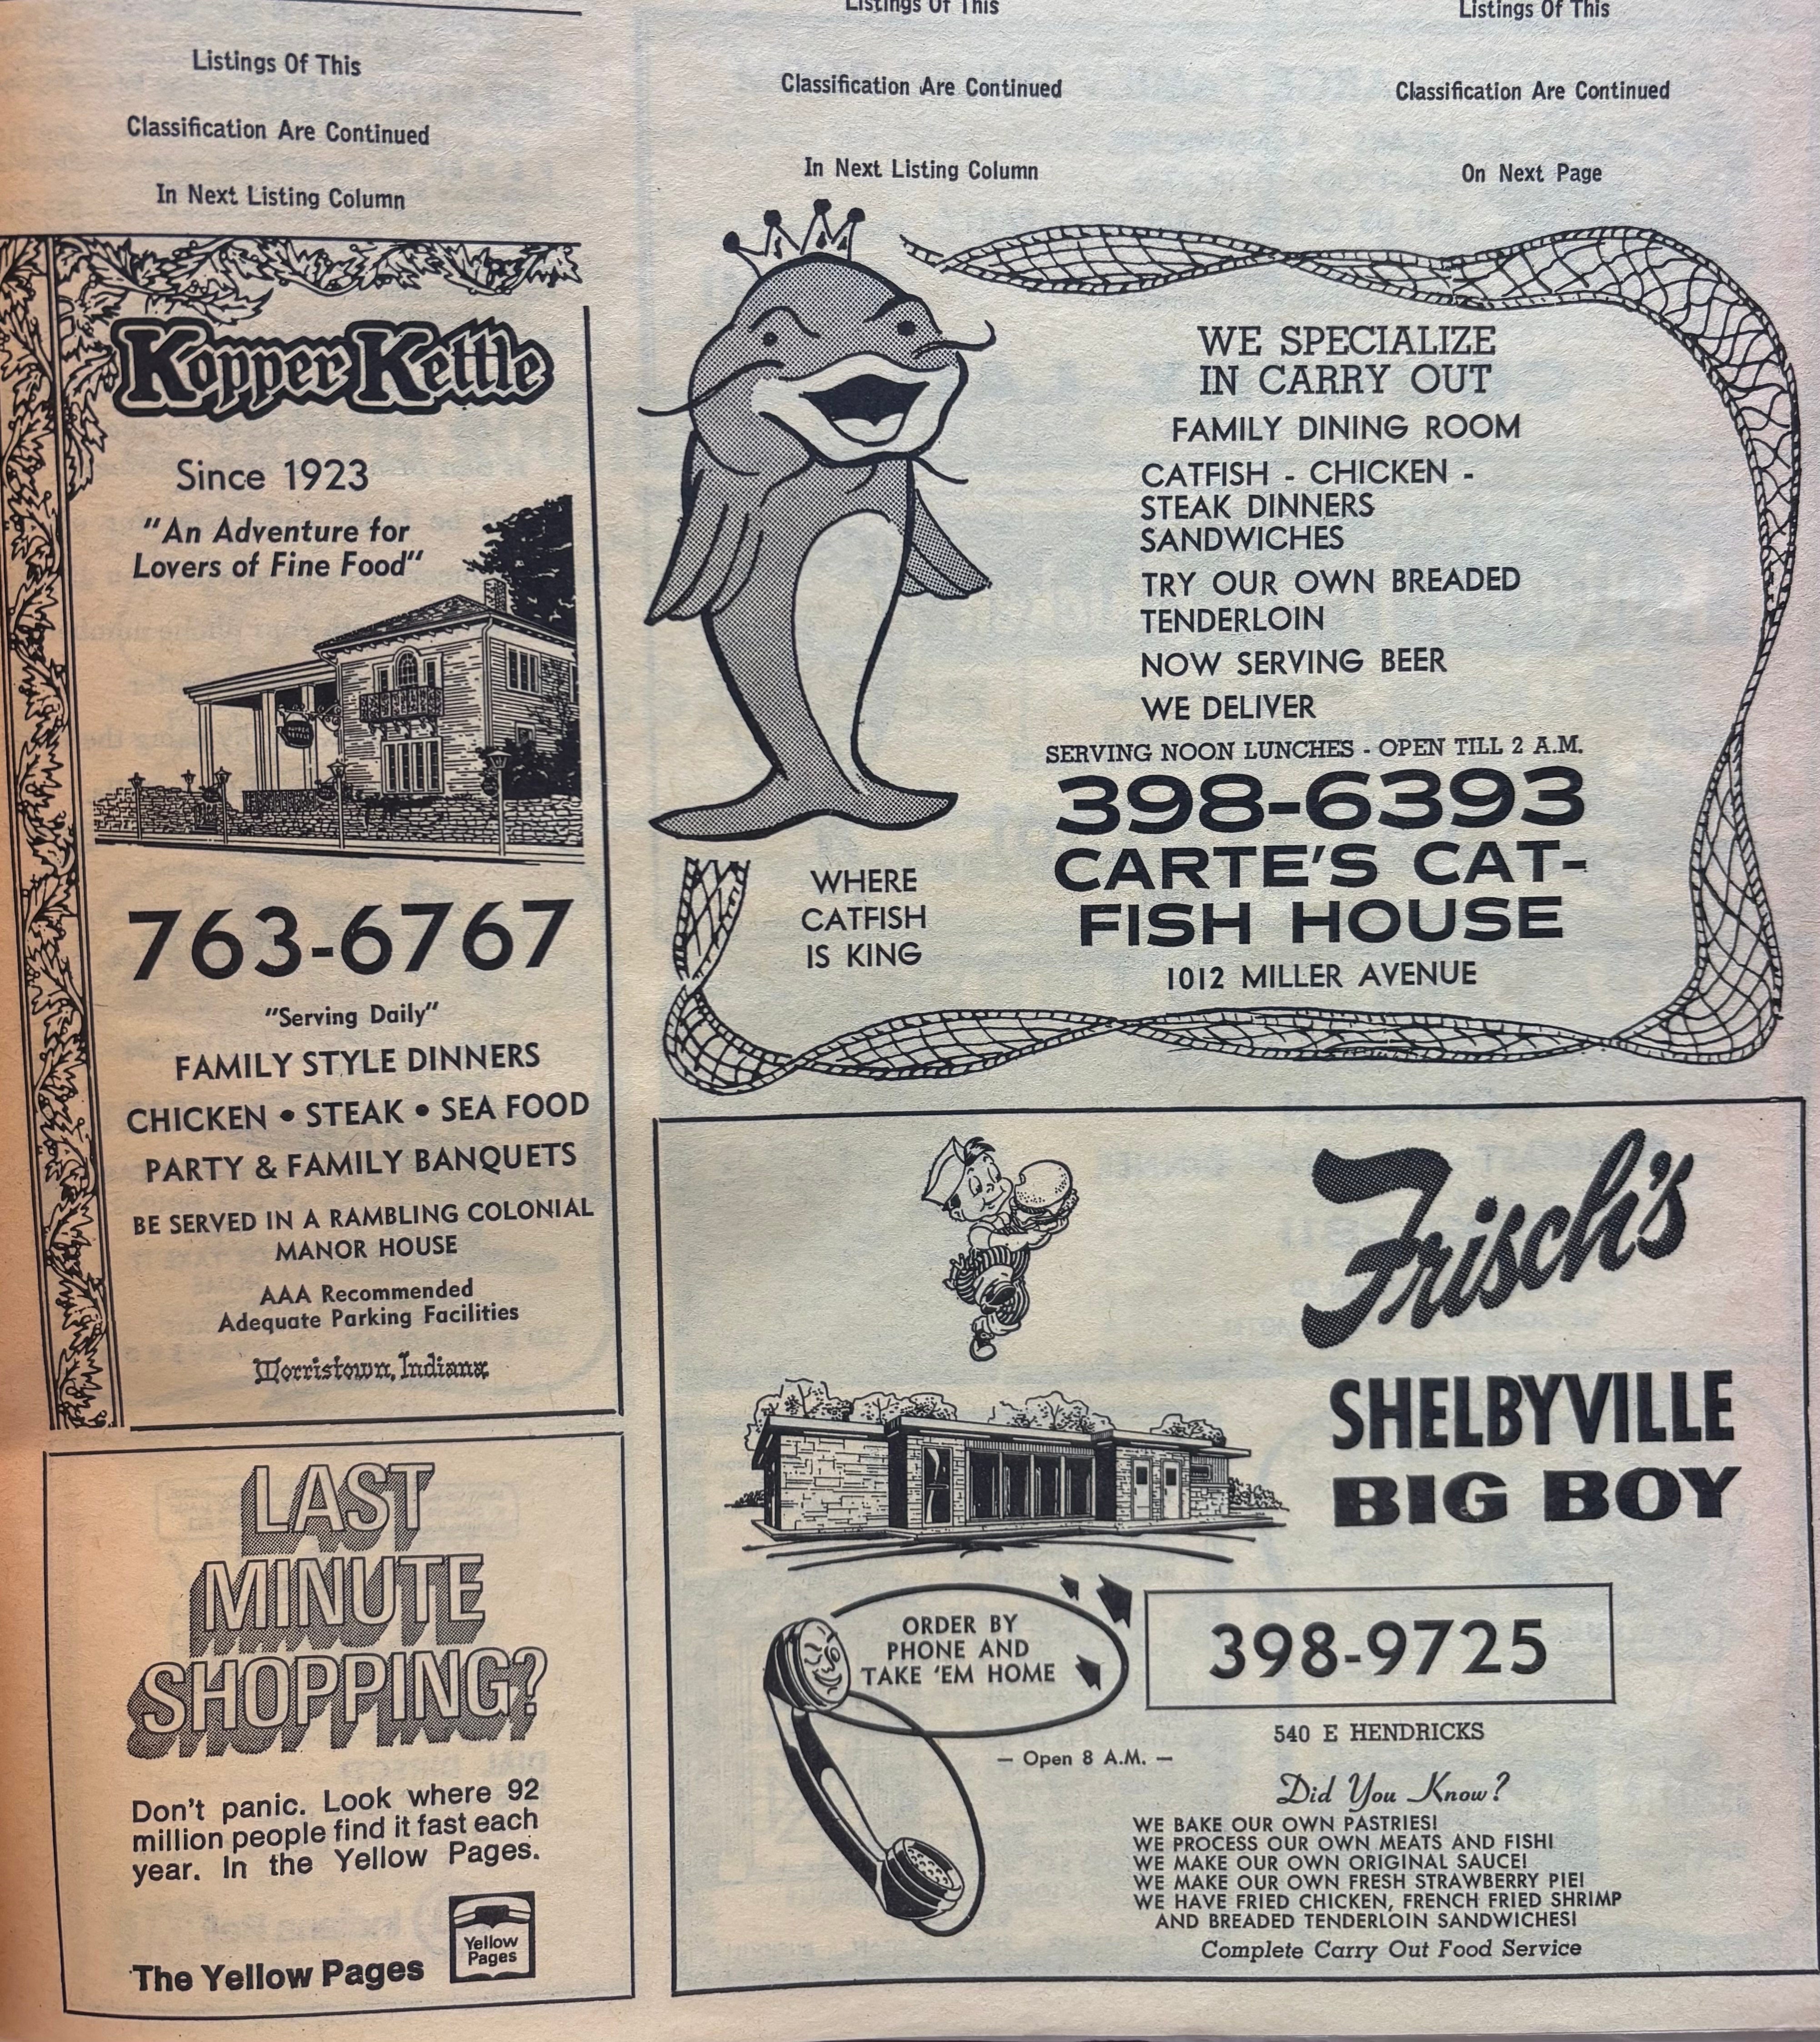 Listings Of This
Classification Are Continued
In Next Listing Column
Listings Of This
Classification Are Continued
In Next Listing Column
Listings Of This
Classification Are Continued
On Next Page
Kopper Kettle
Since 1923
"An Adventure for
Lovers of Fine Food"
763-6767
"Serving Daily"
FAMILY STYLE DINNERS
CHICKEN • STEAK • SEA FOOD
PARTY & FAMILY BANQUETS
BE SERVED IN A RAMBLING COLONIAL
MANOR HOUSE
AAA Recommended
Adequate Parking Facilities
Morristown, Indiana
LAST
MINUTE
SHOPPING?
Don't panic. Look where 92
million people find it fast each
year. In the Yellow Pages.
The Yellow Pages
Yellow
Pages
WE SPECIALIZE
IN CARRY OUT
FAMILY DINING ROOM
CATFISH - CHICKEN -
STEAK DINNERS
SANDWICHES
TRY OUR OWN BREADED
TENDERLOIN
NOW SERVING BEER
WE DELIVER
SERVING NOON LUNCHES - OPEN TILL 2 A.M.
398-6393
CARTE'S CAT-
FISH HOUSE
1012 MILLER AVENUE
WHERE
CATFISH
IS KING
Frisch's
SHELBYVILLE
BIG BOY
ORDER BY
PHONE AND
TAKE 'EM HOME
398-9725
540 E HENDRICKS
— Open 8 A.M. —
Did You Know?
WE BAKE OUR OWN PASTRIES!
WE PROCESS OUR OWN MEATS AND FISH!
WE MAKE OUR OWN ORIGINAL SAUCE!
WE MAKE OUR OWN FRESH STRAWBERRY PIE!
WE HAVE FRIED CHICKEN, FRENCH FRIED SHRIMP
AND BREADED TENDERLOIN SANDWICHES!
Complete Carry Out Food Service